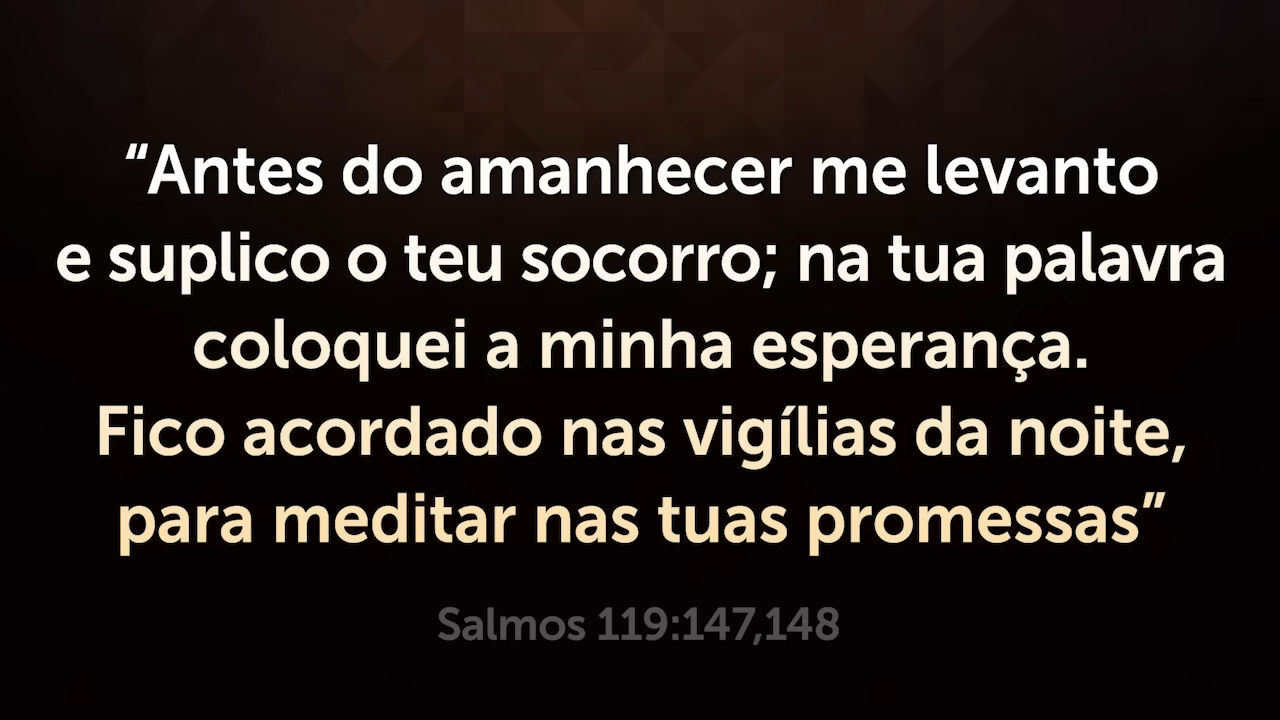 “Antes do amanhecer me levanto
e suplico o teu socorro; na tua palavra
coloquei a minha esperança.
Fico acordado nas vigílias da noite,
para meditar nas tuas promessas”
Salmos 119:147,148